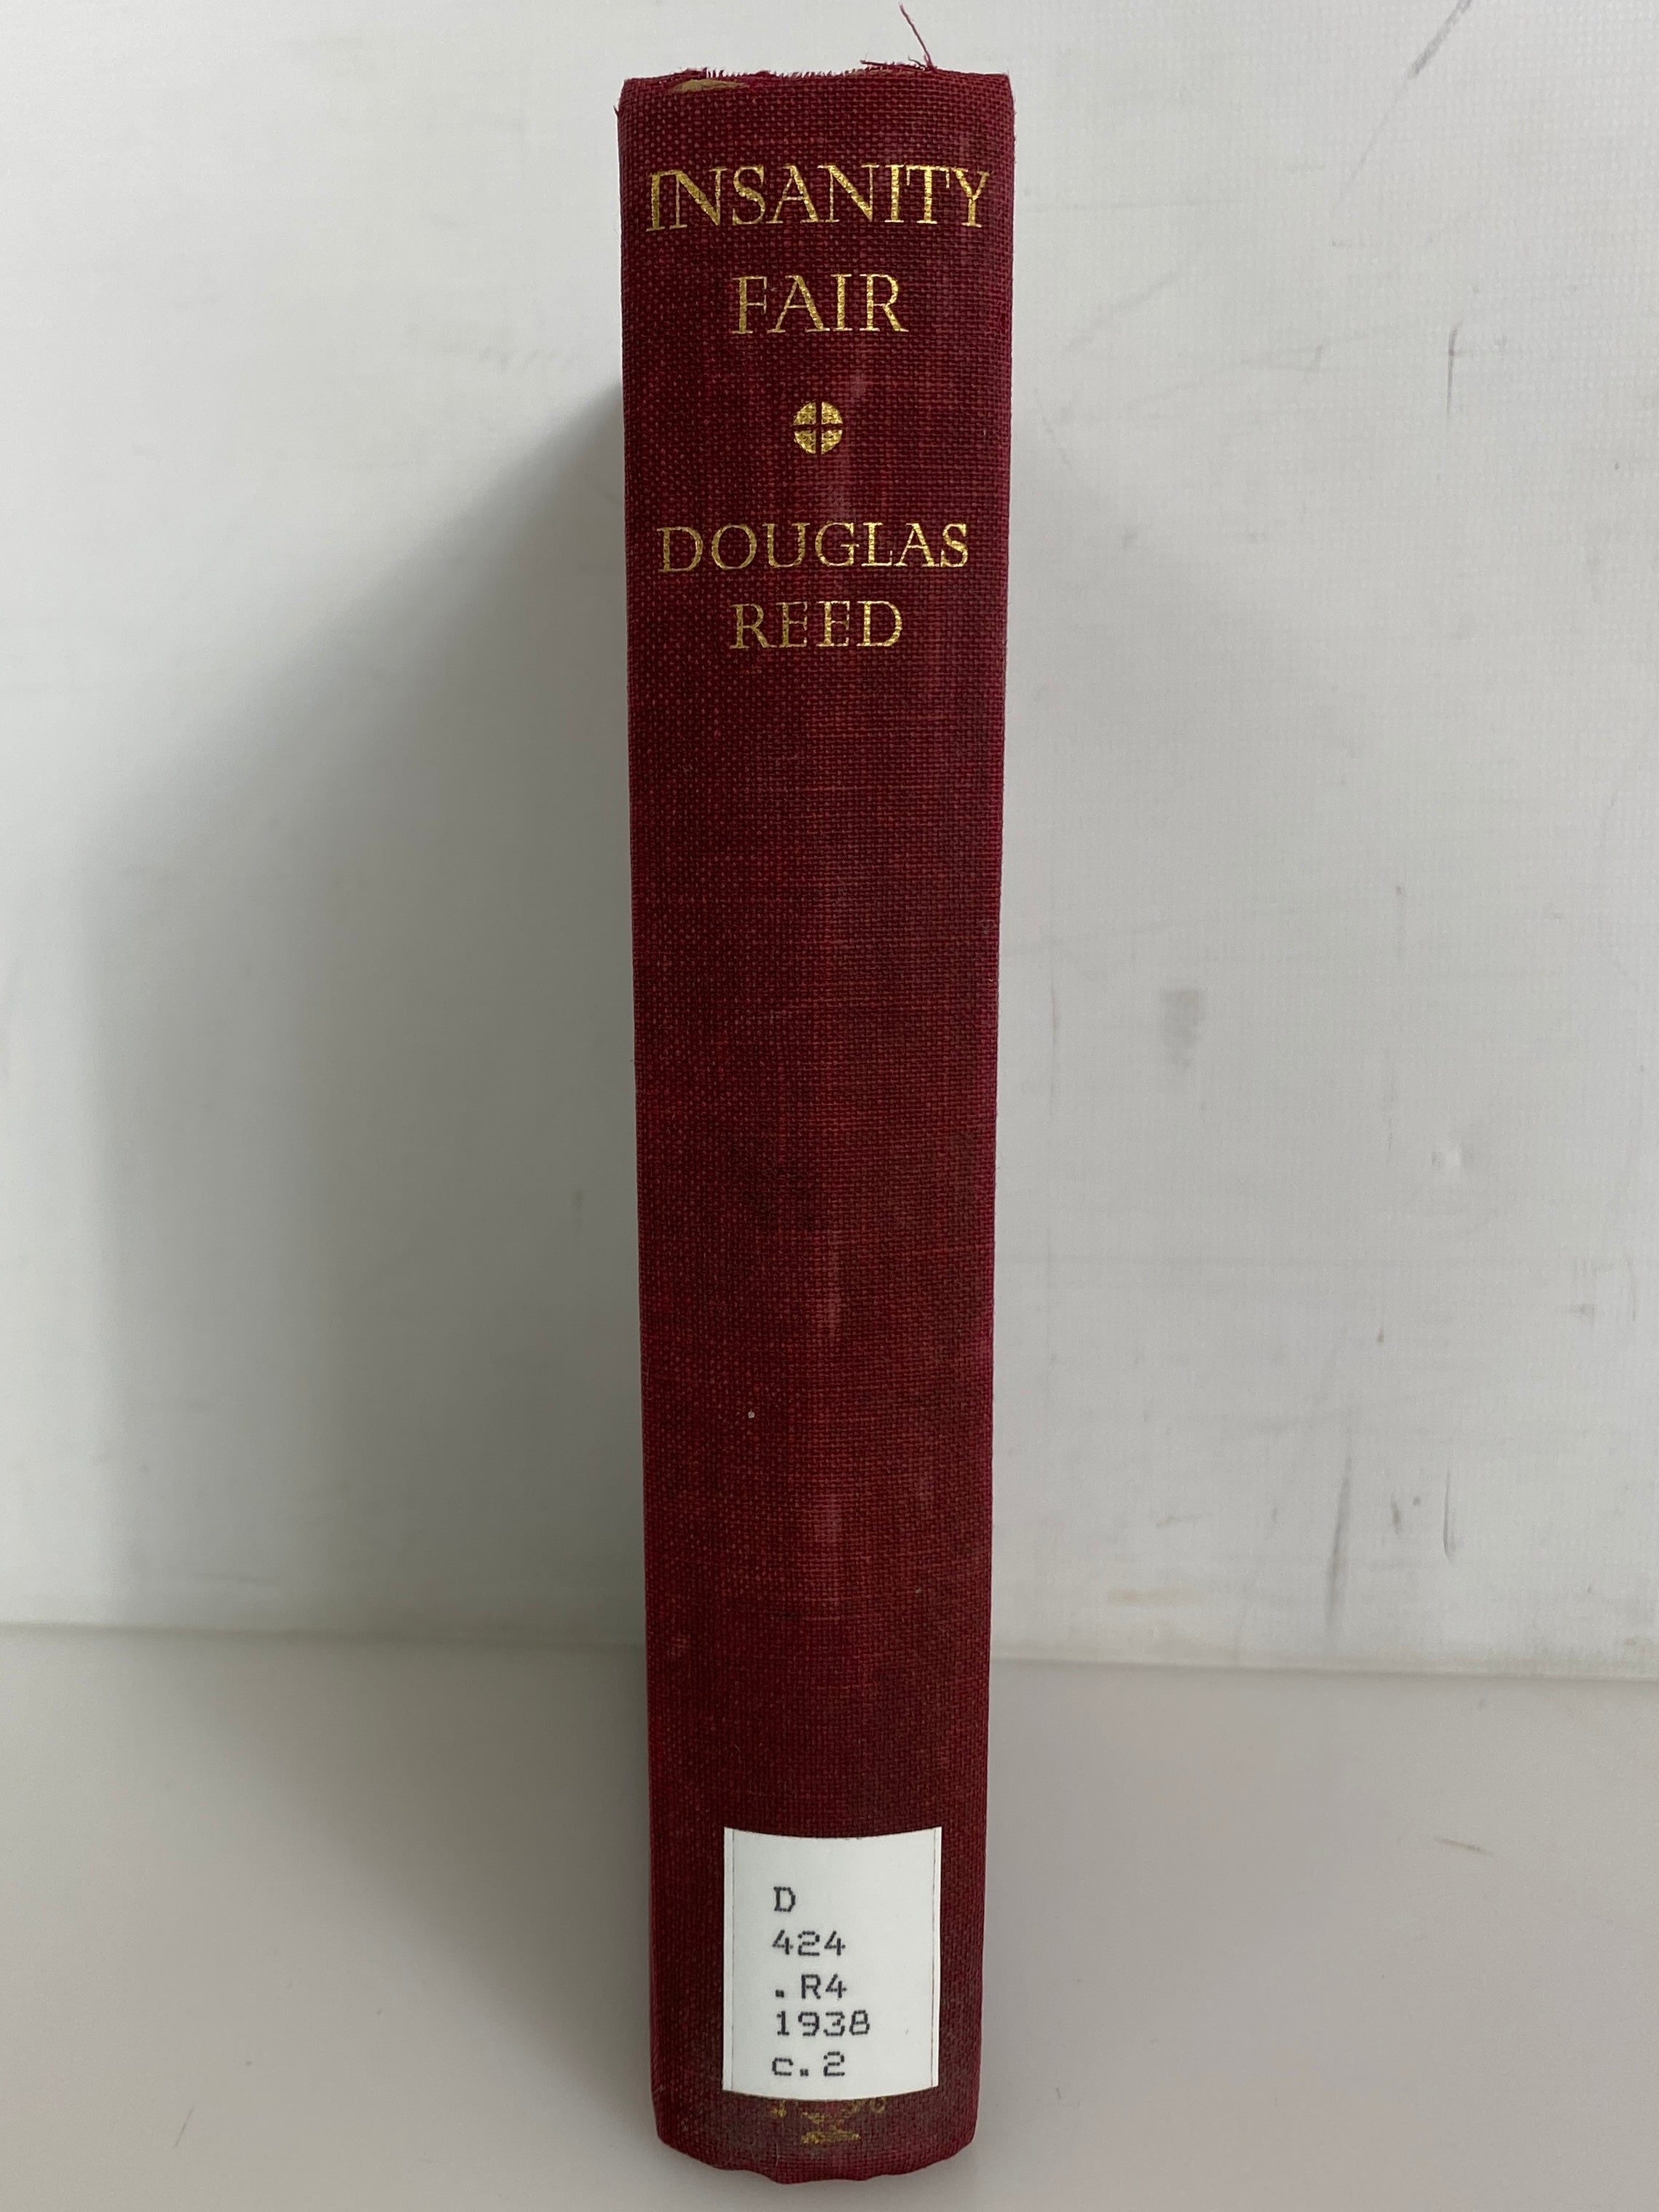 INSANITY
FAIR
DOUGLAS
REED
D
424
.R4
1938
c.2